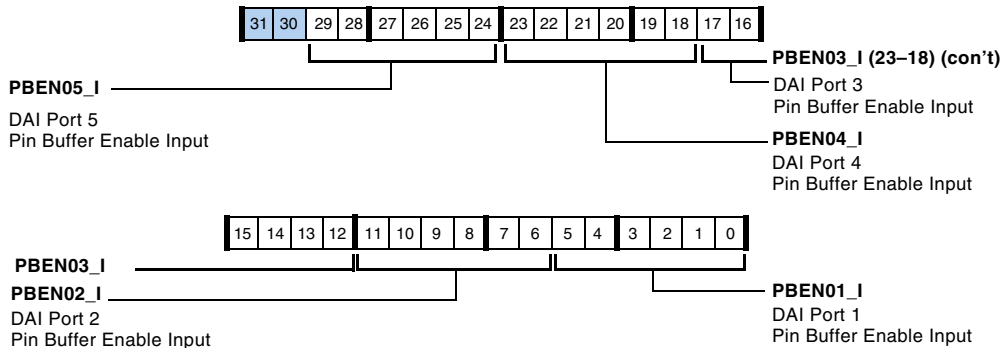 31 30 29 28 27 26 25 24 23 22 21 20 19 18 17 16
PBEN03_I (23–18) (con't)
DAI Port 3
Pin Buffer Enable Input
PBEN05_I
DAI Port 5
Pin Buffer Enable Input
PBEN04_I
DAI Port 4
Pin Buffer Enable Input
15 14 13 12 11 10 9 8 7 6 5 4 3 2 1 0
PBEN03_I
PBEN02_I
DAI Port 2
Pin Buffer Enable Input
PBEN01_I
DAI Port 1
Pin Buffer Enable Input